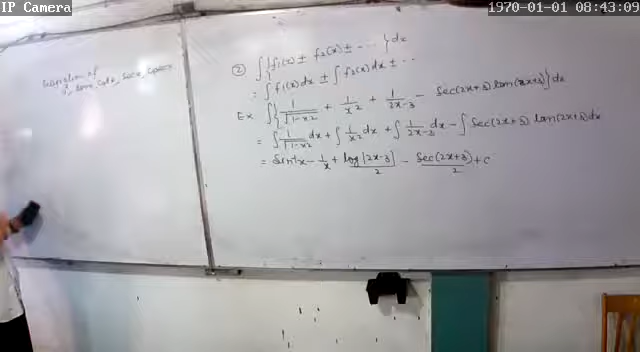 IP Camera
1970-01-01 08:43:09
Integration of
② ∫{f1(x) ± f2(x) ± ···}dx
= ∫f1(x)dx ± ∫f2(x)dx ± ··
Ex ∫{1/√(1-x²) + 1/x² + 1/(2x-3) - sec(2x+3) tan(2x+3)}dx
= ∫1/√(1-x²) dx + ∫1/x² dx + ∫1/(2x-3) dx - ∫sec(2x+3) tan(2x+3)dx
= sin⁻¹x - 1/x + log|2x-3|/2 - sec(2x+3)/2 + c